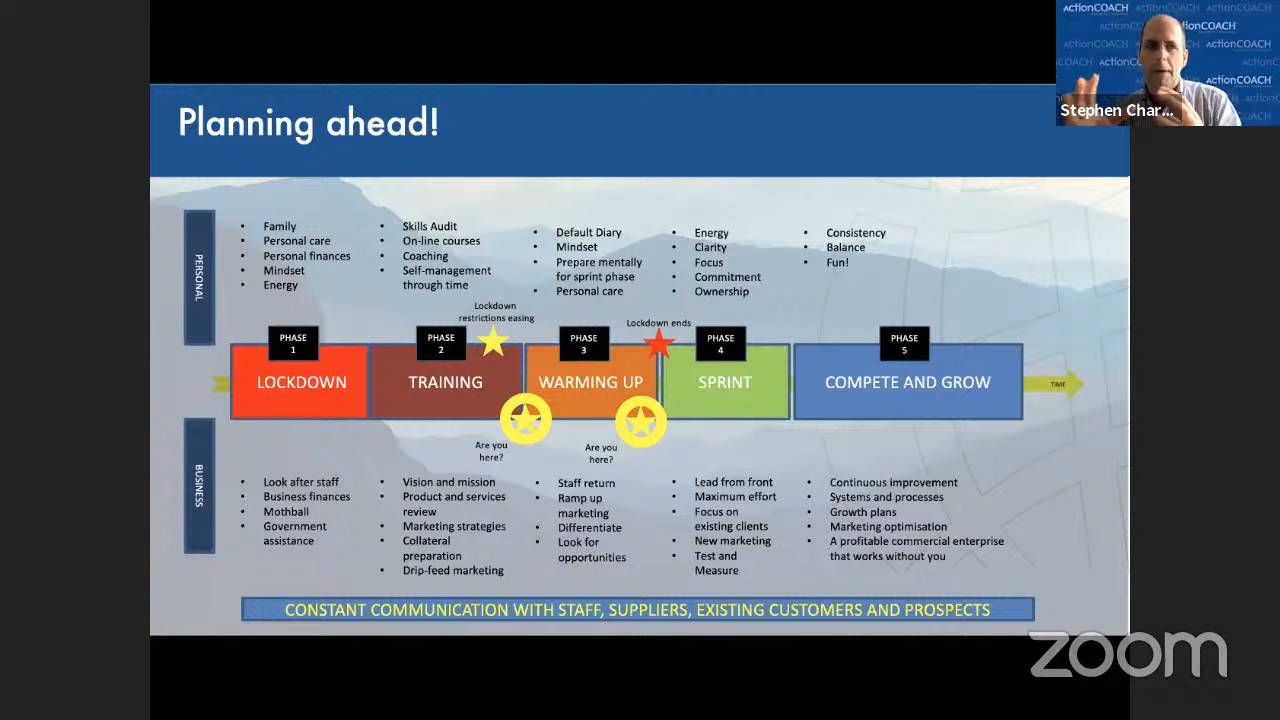 actionCOACH
actionCOACH
actionCOACH
actionCOACH
actionCOACH
Stephen Char...
Planning ahead!
PERSONAL
• Family
• Personal care
• Personal finances
• Mindset
• Energy
• Skills Audit
• On-line courses
• Coaching
• Self-management
through time
• Default Diary
• Mindset
• Prepare mentally
for sprint phase
• Personal care
• Energy
• Clarity
• Focus
• Commitment
• Ownership
• Consistency
• Balance
• Fun!
Lockdown
restrictions easing
Lockdown ends
PHASE
1
PHASE
2
PHASE
3
PHASE
4
PHASE
5
LOCKDOWN
TRAINING
WARMING UP
SPRINT
COMPETE AND GROW
TIME
Are you
here?
Are you
here?
BUSINESS
• Look after staff
• Business finances
• Mothball
• Government
assistance
• Vision and mission
• Product and services
review
• Marketing strategies
• Collateral
preparation
• Drip-feed marketing
• Staff return
• Ramp up
marketing
• Differentiate
• Look for
opportunities
• Lead from front
• Maximum effort
• Focus on
existing clients
• New marketing
• Test and
Measure
• Continuous improvement
• Systems and processes
• Growth plans
• Marketing optimisation
• A profitable commercial enterprise
that works without you
CONSTANT COMMUNICATION WITH STAFF, SUPPLIERS, EXISTING CUSTOMERS AND PROSPECTS
zoom